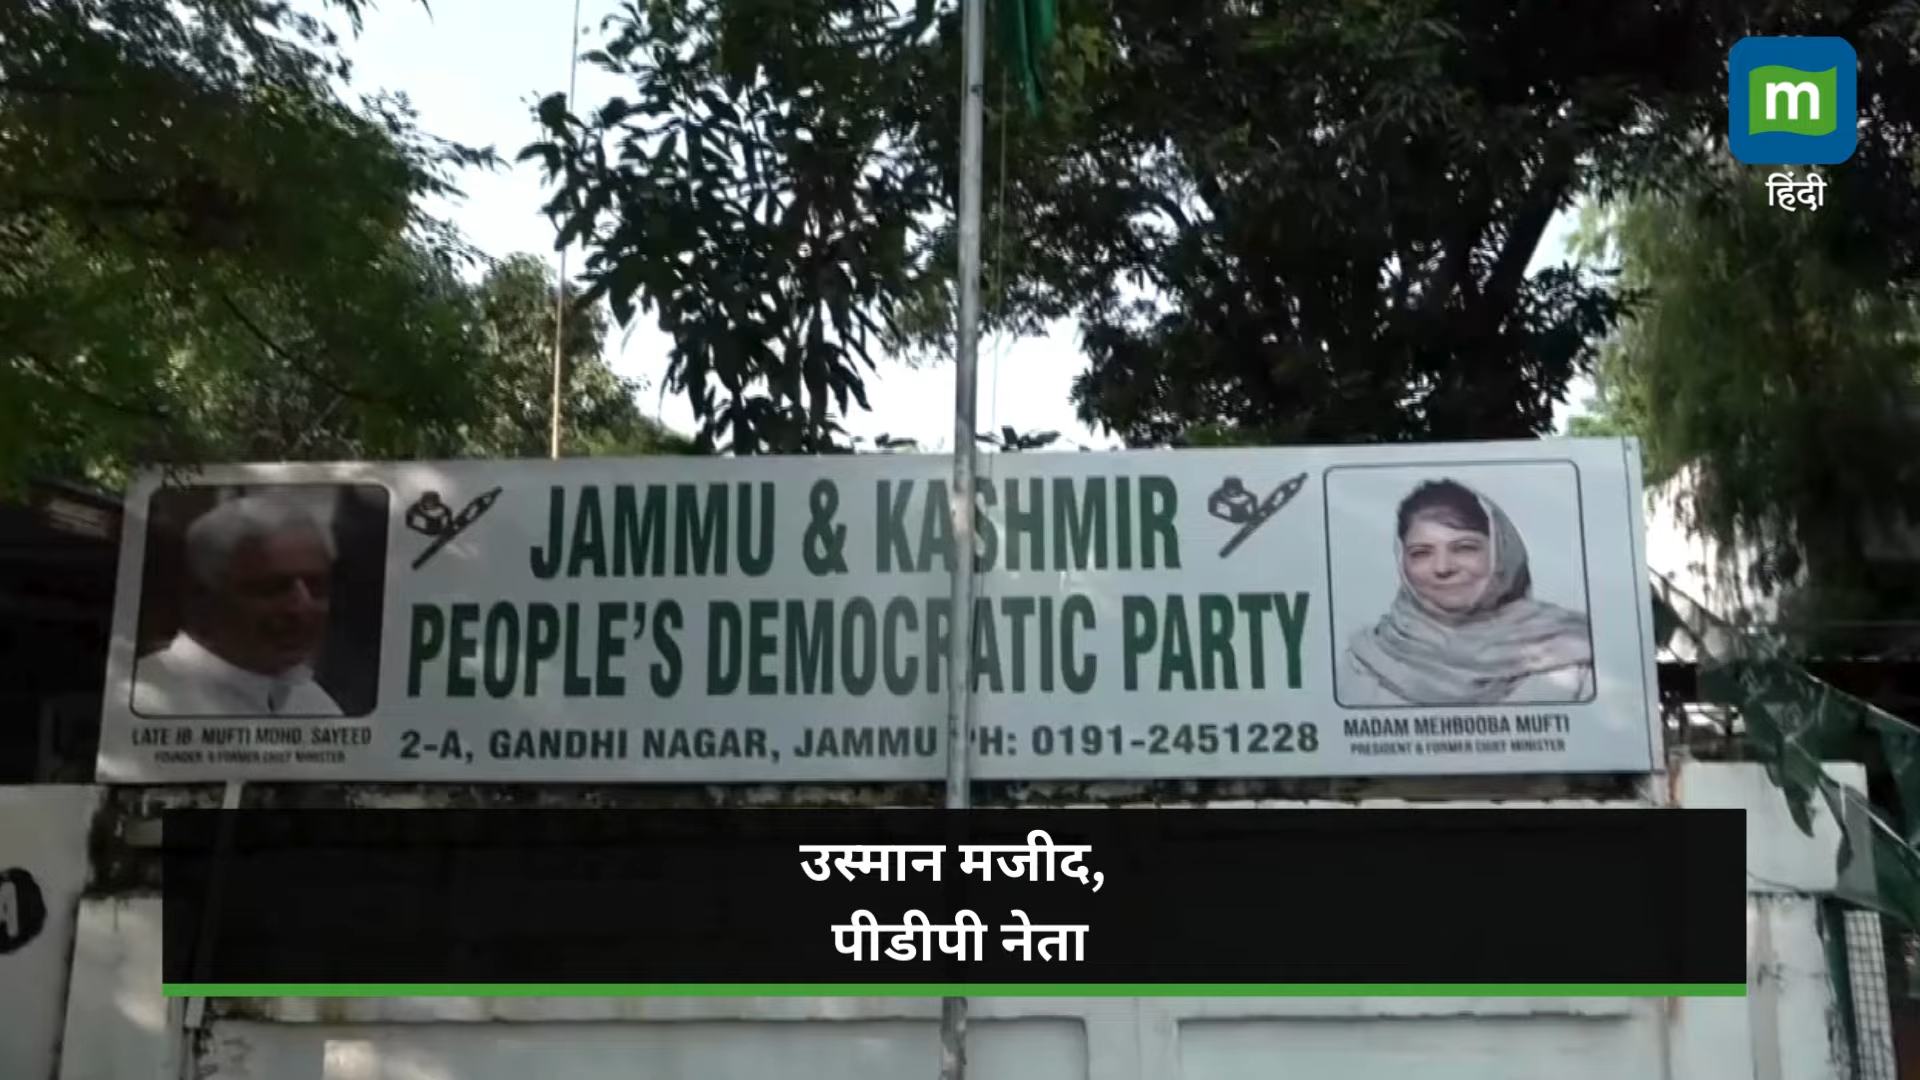 m
हिंदी
JAMMU & KASHMIR
PEOPLE'S DEMOCRATIC PARTY
2-A, GANDHI NAGAR, JAMMU PH: 0191-2451228
LATE JB. MUFTI MOHD. SAYEED
FOUNDER & FORMER CHIEF MINISTER
MADAM MEHBOOBA MUFTI
PRESIDENT & FORMER CHIEF MINISTER
उस्मान मजीद,
पीडीपी नेता